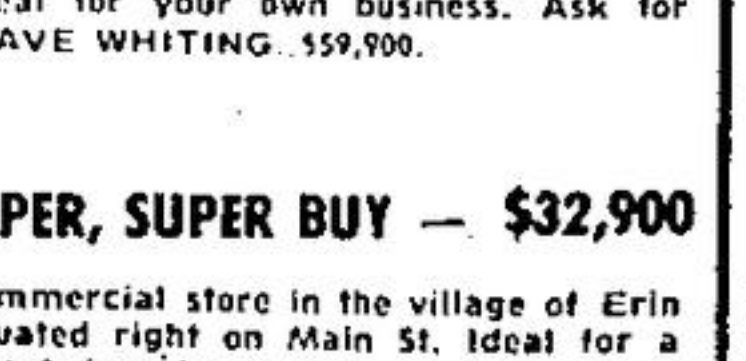 for your own business. Ask for
AVE WHITING. $59,900.
PER, SUPER BUY — $32,900
mmercial store in the village of Erin
uated right on Main St. Ideal for a